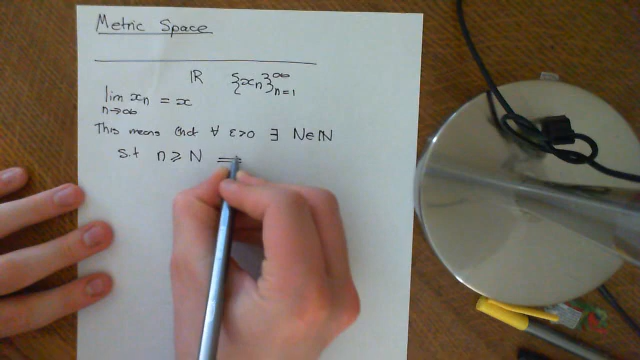 Metric Space
ℝ {xₙ}∞ₙ₌₁
lim xₙ = x
n→∞
This means that ∀ ε>0 ∃ N∈ℕ
s.t n ⩾ N =